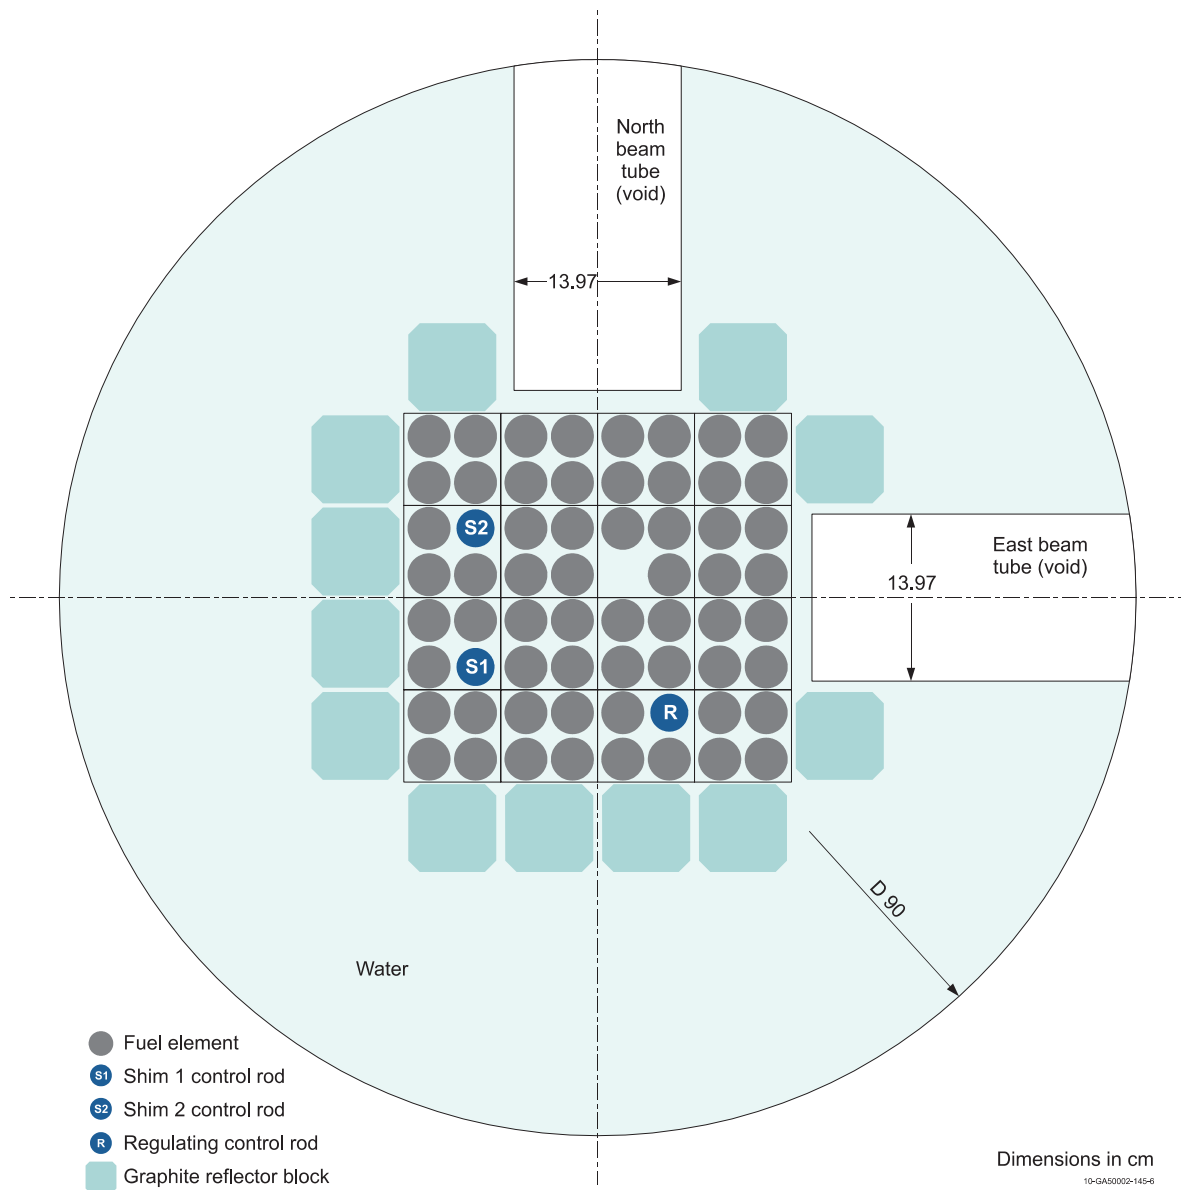 North
beam
tube
(void)
13.97
East beam
tube (void)
13.97
S2
S1
R
D 90
Water
Fuel element
S1 Shim 1 control rod
S2 Shim 2 control rod
R Regulating control rod
Graphite reflector block
Dimensions in cm
10-GA50002-145-6